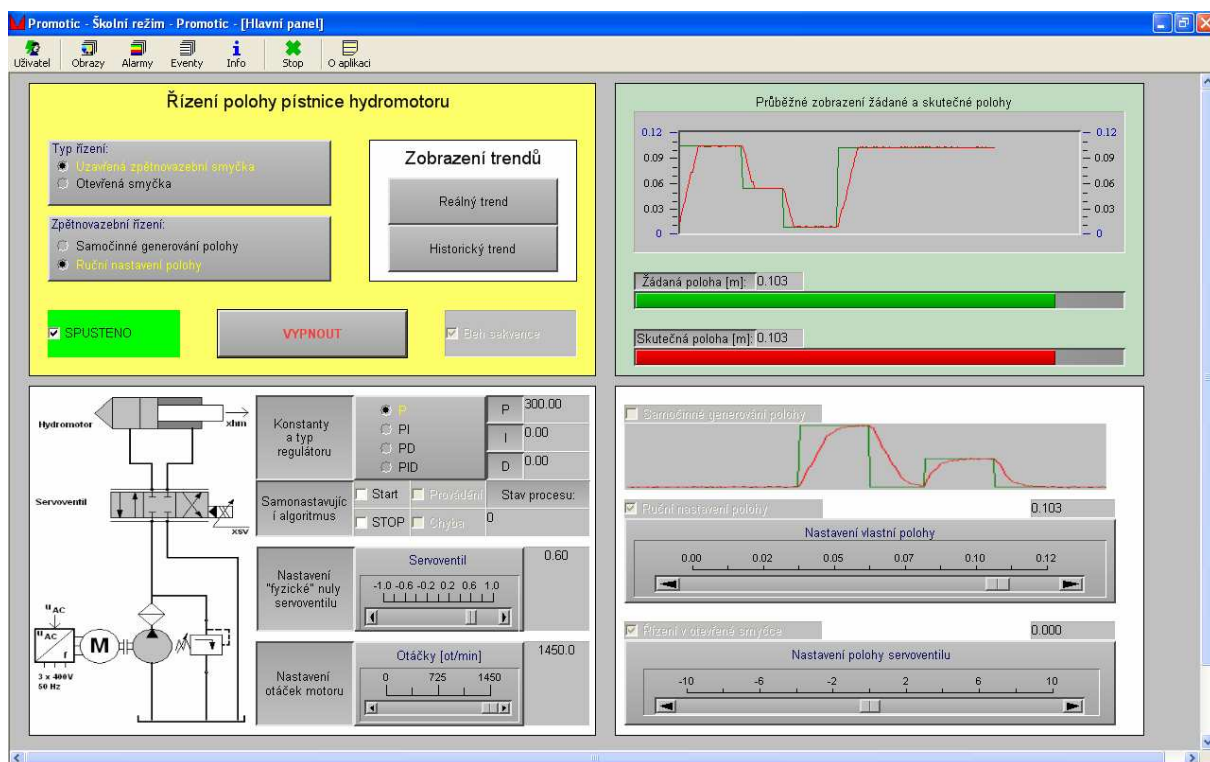 Promotic - Školní režim - Promotic - [Hlavní panel]
Uživatel Obrazy Alarmy Eventy Info Stop O aplikaci
Řízení polohy pístnice hydromotoru
Typ řízení:
Uzavřená zpětnovazební smyčka
Otevřená smyčka
Zpětnovazební řízení:
Samočinné generování polohy
Ruční nastavení polohy
Zobrazení trendů
Reálný trend
Historický trend
SPUSTENO
VYPNOUT
Beh sekvence
Průběžné zobrazení žádané a skutečné polohy
0.12 0.12
0.09 0.09
0.06 0.06
0.03 0.03
0 0
Žádaná poloha [m]: 0.103
Skutečná poloha [m]: 0.103
Hydromotor
xhm
Servoventil
xsv
u AC
u AC
f
M
3 x 400V
50 Hz
Konstanty
a typ
regulátoru
P
PI
PD
PID
P 300.00
I 0.00
D 0.00
Samonastavujíc
í algoritmus
Start Provádění Stav procesu:
STOP Chyba 0
Nastavení
"fyzické" nuly
servoventilu
Servoventil
-1.0 -0.6 -0.2 0.2 0.6 1.0
0.60
Nastavení
otáček motoru
Otáčky [ot/min]
0 725 1450
1450.0
Samočinné generování polohy
Ruční nastavení polohy 0.103
Nastavení vlastní polohy
0.00 0.02 0.05 0.07 0.10 0.12
Řízení v otevřené smyčce 0.000
Nastavení polohy servoventilu
-10 -6 -2 2 6 10